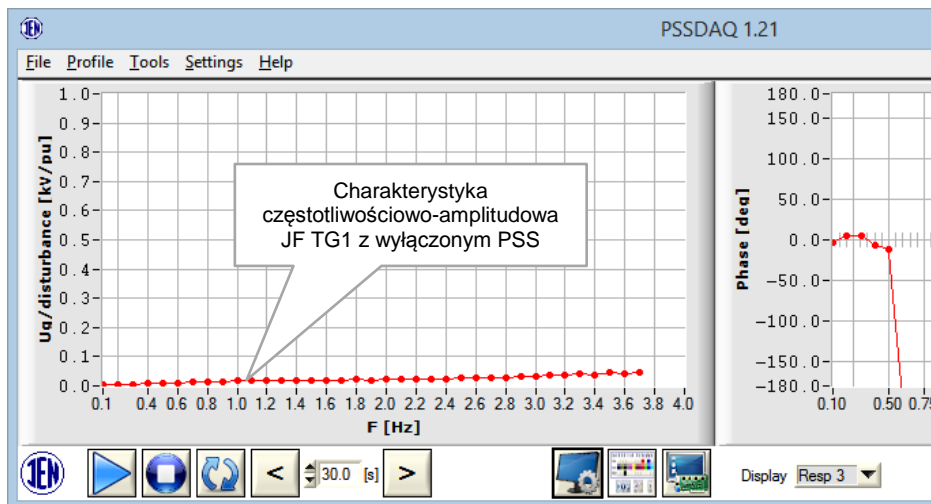 IEN
PSSDAQ 1.21
File Profile Tools Settings Help
1.0
0.9
0.8
0.7
0.6
0.5
0.4
0.3
0.2
0.1
0.0
Ug/disturbance [kV/pu]
Charakterystyka
częstotliwościowo-amplitudowa
JF TG1 z wyłączonym PSS
0.1 0.4 0.6 0.8 1.0 1.2 1.4 1.6 1.8 2.0 2.2 2.4 2.6 2.8 3.0 3.2 3.4 3.6 3.8 4.0
F [Hz]
180.0
150.0
100.0
50.0
0.0
-50.0
-100.0
-150.0
-180.0
Phase [deg]
0.10 0.50 0.75
IEN < 30.0 [s] > Display Resp 3